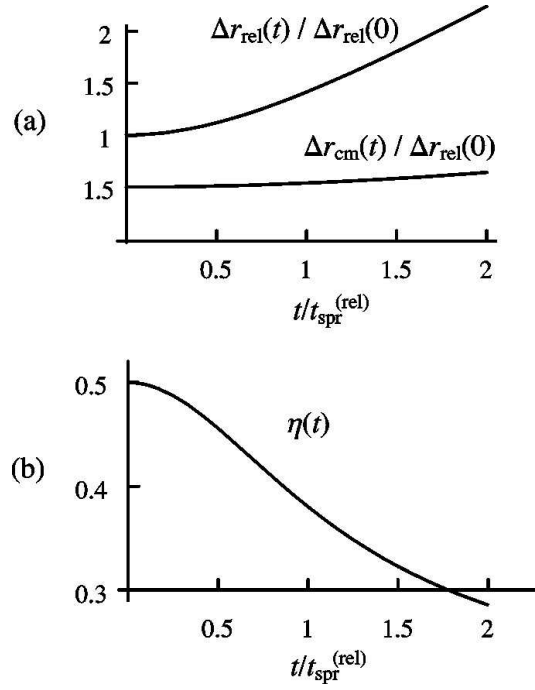 2
Δr_rel(t) / Δr_rel(0)
1.5
(a)
1
Δr_cm(t) / Δr_rel(0)
1.5
0.5 1 1.5 2
t/t_spr^(rel)
0.5
η(t)
(b)
0.4
0.3
0.5 1 1.5 2
t/t_spr^(rel)